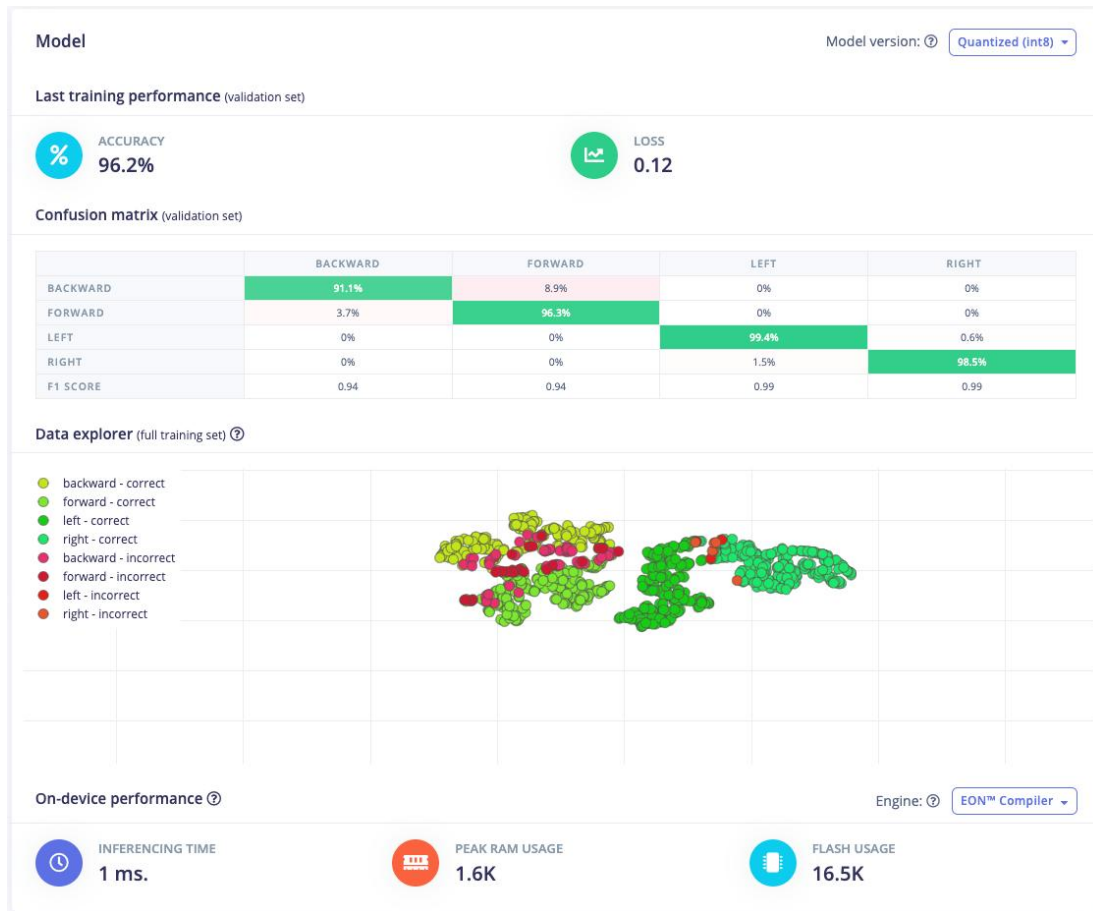 Model
Model version: Quantized (int8)
Last training performance (validation set)
ACCURACY
96.2%
LOSS
0.12
Confusion matrix (validation set)
BACKWARD FORWARD LEFT RIGHT
BACKWARD 91.1% 8.9% 0% 0%
FORWARD 3.7% 96.3% 0% 0%
LEFT 0% 0% 99.4% 0.6%
RIGHT 0% 0% 1.5% 98.5%
F1 SCORE 0.94 0.94 0.99 0.99
Data explorer (full training set)
backward - correct
forward - correct
left - correct
right - correct
backward - incorrect
forward - incorrect
left - incorrect
right - incorrect
On-device performance
Engine: EON™ Compiler
INFERENCING TIME
1 ms.
PEAK RAM USAGE
1.6K
FLASH USAGE
16.5K